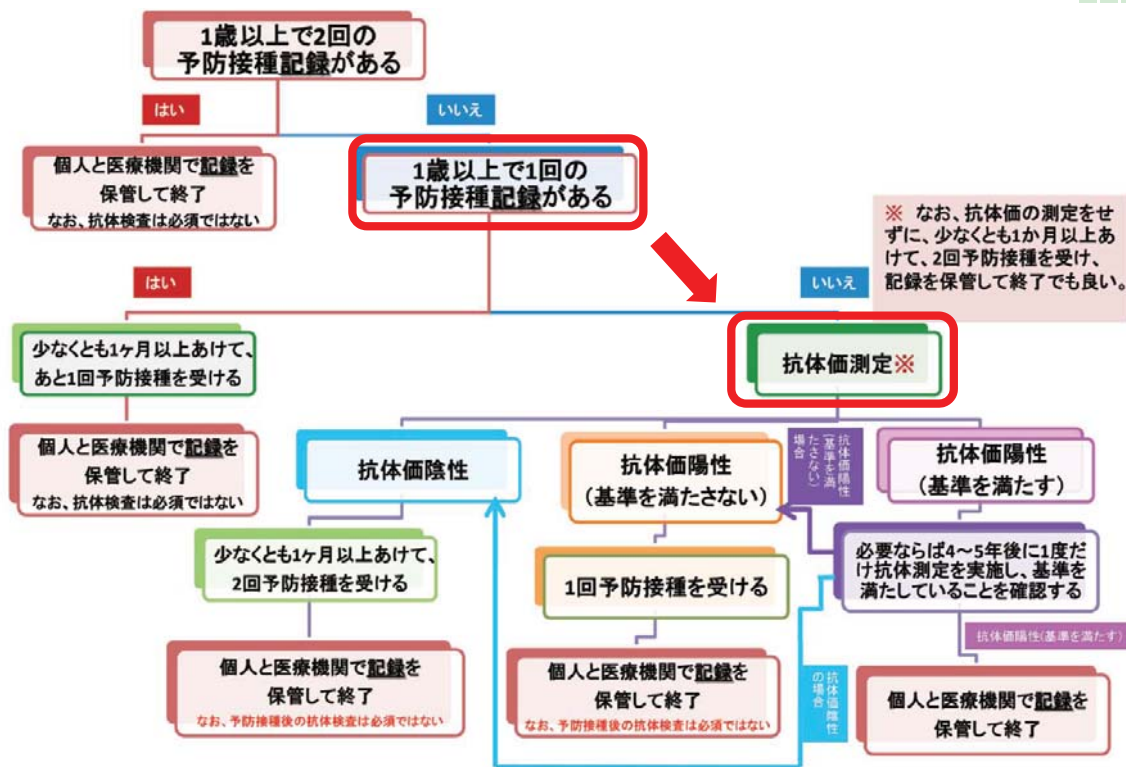 1歳以上で2回の
予防接種記録がある
はい
いいえ
個人と医療機関で記録を
保管して終了
なお、抗体検査は必須ではない
1歳以上で1回の
予防接種記録がある
※ なお、抗体価の測定をせ
ずに、少なくとも1か月以上あ
けて、2回予防接種を受け、
記録を保管して終了でも良い。
はい
いいえ
少なくとも1ヶ月以上あけて、
あと1回予防接種を受ける
抗体価測定※
個人と医療機関で記録を
保管して終了
なお、抗体検査は必須ではない
抗体価陰性
抗体価陽性
(基準を満たさない)
抗体価陽性
(基準を満
たさない)
場合
抗体価陽性
(基準を満たす)
少なくとも1ヶ月以上あけて、
2回予防接種を受ける
1回予防接種を受ける
必要ならば4～5年後に1度だ
け抗体測定を実施し、基準を
満たしていることを確認する
抗体価陽性(基準を満たす)
個人と医療機関で記録を
保管して終了
なお、予防接種後の抗体検査は必須ではない
個人と医療機関で記録を
保管して終了
なお、予防接種後の抗体検査は必須ではない
抗体価陰性
の場合
個人と医療機関で記録を
保管して終了